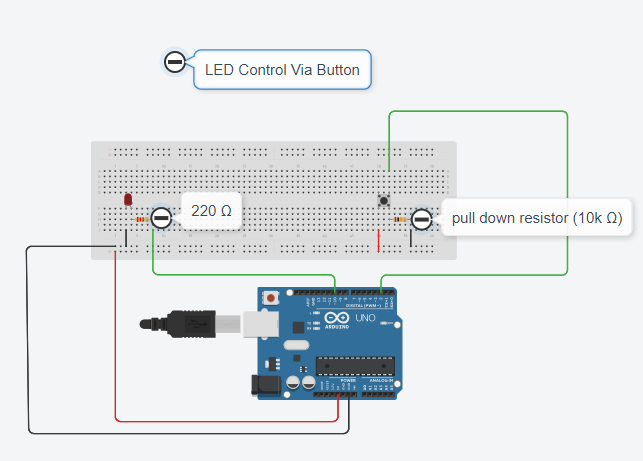 LED Control Via Button
220 Ω
pull down resistor (10k Ω)
DIGITAL (PWM~)
UNO
ARDUINO
POWER
ANALOG IN